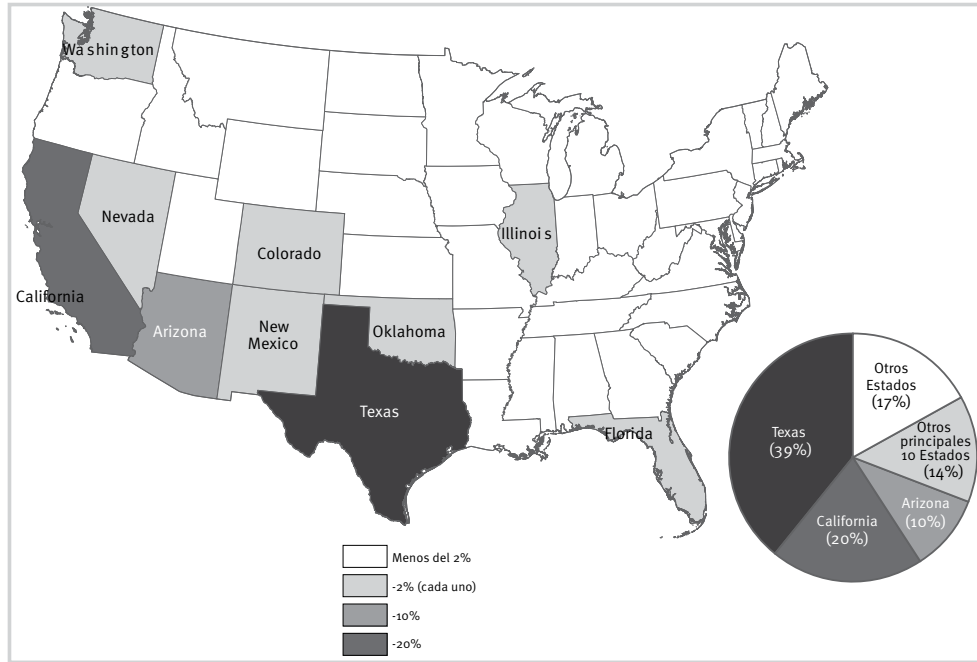 Washington
Nevada
Colorado
Illinois
California
Arizona
New
Mexico
Oklahoma
Texas
Florida
Otros
Estados
(17%)
Texas
(39%)
Otros
principales
10 Estados
(14%)
Arizona
(10%)
California
(20%)
Menos del 2%
-2% (cada uno)
-10%
-20%